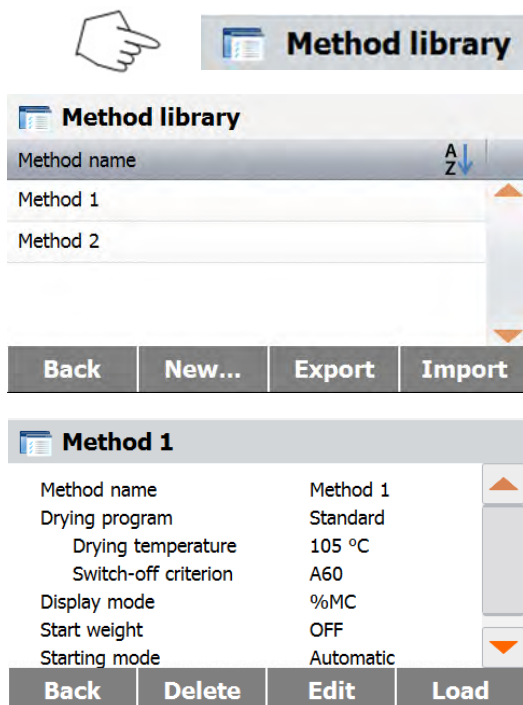 Method library
Method library
Method name AZ
Method 1
Method 2
Back New... Export Import
Method 1
Method name Method 1
Drying program Standard
Drying temperature 105 ºC
Switch-off criterion A60
Display mode %MC
Start weight OFF
Starting mode Automatic
Back Delete Edit Load